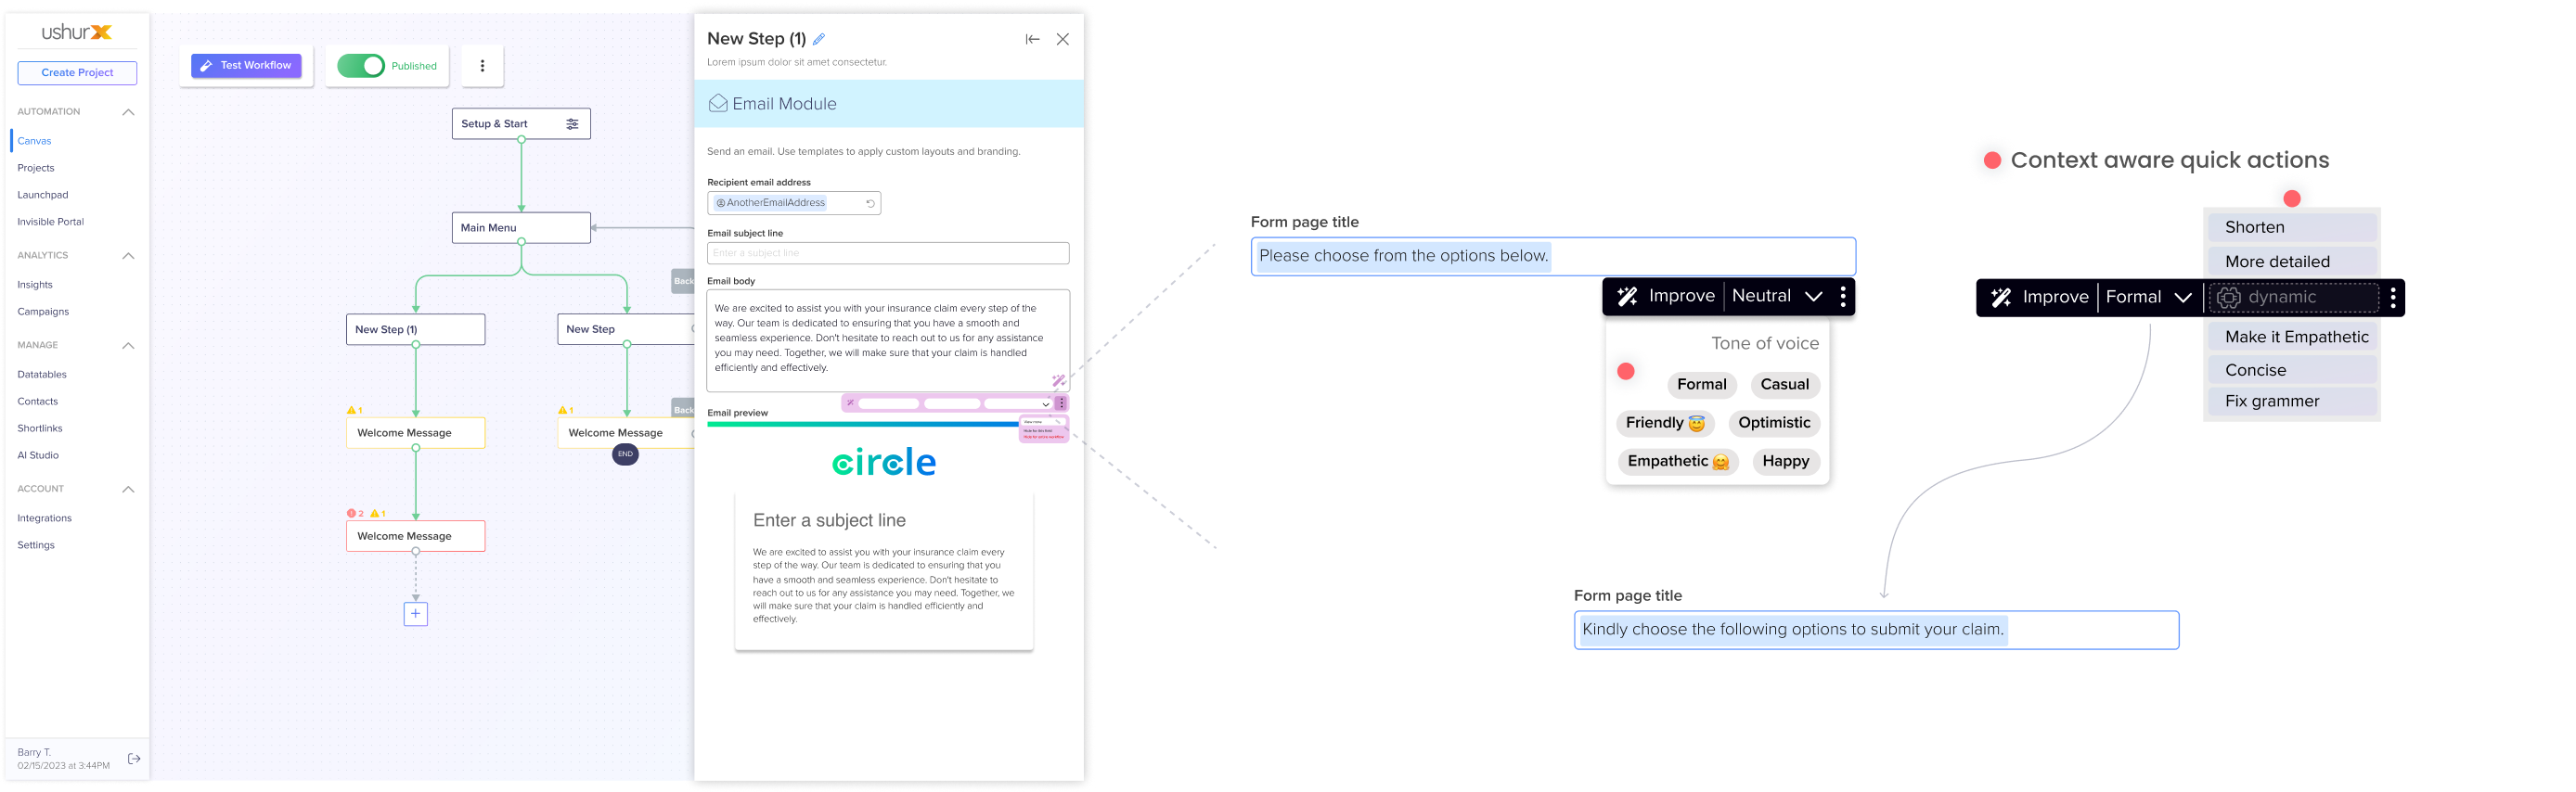 ushur
Create Project
AUTOMATION
Canvas
Projects
Launchpad
Invisible Portal
ANALYTICS
Insights
Campaigns
MANAGE
Datatables
Contacts
Shortlinks
AI Studio
ACCOUNT
Integrations
Settings
Barry T.
02/15/2023 at 3:44PM
Test Workflow
Published
Setup & Start
Main Menu
Back
New Step (1)
New Step
Back
1
Welcome Message
1
Welcome Message
END
2 1
Welcome Message
New Step (1)
Lorem ipsum dolor sit amet consectetur.
Email Module
Send an email. Use templates to apply custom layouts and branding.
Recipient email address
AnotherEmailAddress
Email subject line
Enter a subject line
Email body
We are excited to assist you with your insurance claim every step of the
way. Our team is dedicated to ensuring that you have a smooth and
seamless experience. Don't hesitate to reach out to us for any assistance
you may need. Together, we will make sure that your claim is handled
efficiently and effectively.
Email preview
circle
Enter a subject line
We are excited to assist you with your insurance claim every
step of the way. Our team is dedicated to ensuring that you
have a smooth and seamless experience. Don't hesitate to
reach out to us for any assistance you may need. Together, we
will make sure that your claim is handled efficiently and
effectively.
Form page title
Please choose from the options below.
Improve Neutral
Tone of voice
Formal Casual
Friendly 😇 Optimistic
Empathetic 🤗 Happy
Context aware quick actions
Shorten
More detailed
Improve Formal dynamic
Make it Empathetic
Concise
Fix grammer
Form page title
Kindly choose the following options to submit your claim.